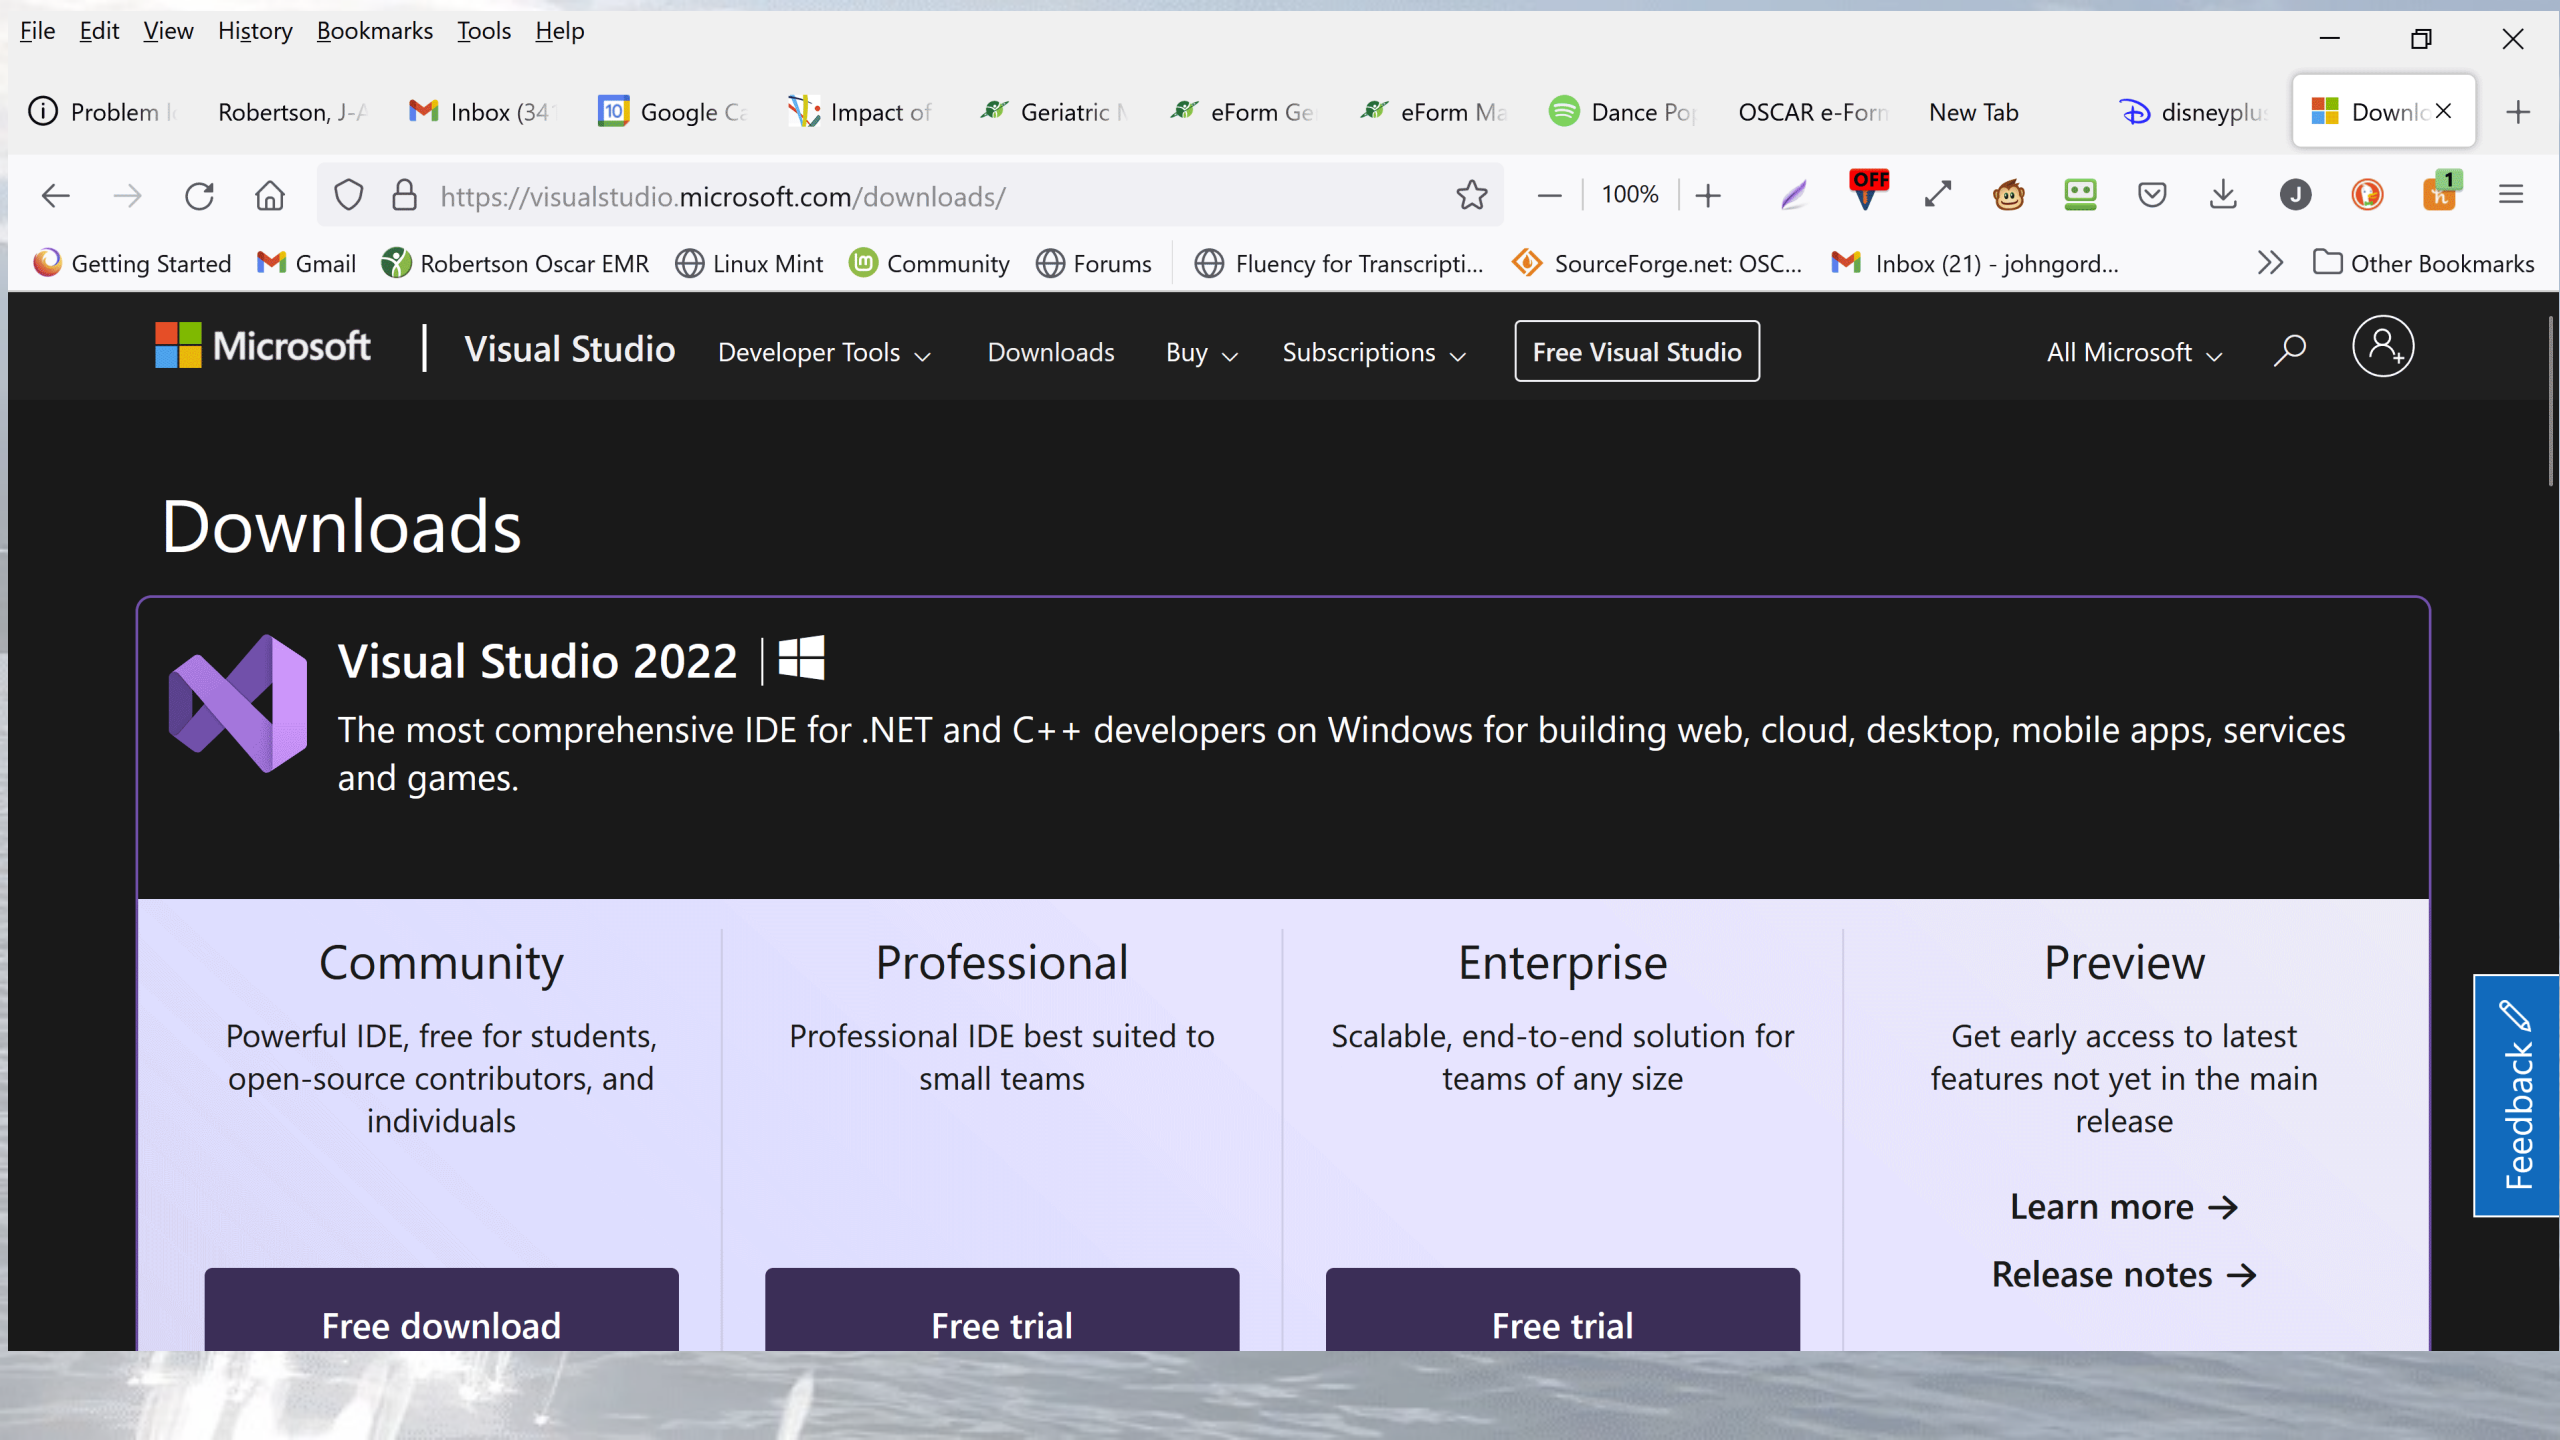 File Edit View History Bookmarks Tools Help
Problem Robertson, J-A Inbox (341 Google Ca Impact of Geriatric eForm Ge eForm Ma Dance Pop OSCAR e-Form New Tab disneyplus Downlo
https://visualstudio.microsoft.com/downloads/ 100% OFF J 1
Getting Started Gmail Robertson Oscar EMR Linux Mint Community Forums Fluency for Transcripti... SourceForge.net: OSC... Inbox (21) - johngord... Other Bookmarks
Microsoft | Visual Studio Developer Tools Downloads Buy Subscriptions Free Visual Studio All Microsoft
Downloads
Visual Studio 2022
The most comprehensive IDE for .NET and C++ developers on Windows for building web, cloud, desktop, mobile apps, services
and games.
Community
Powerful IDE, free for students,
open-source contributors, and
individuals
Free download
Professional
Professional IDE best suited to
small teams
Free trial
Enterprise
Scalable, end-to-end solution for
teams of any size
Free trial
Preview
Get early access to latest
features not yet in the main
release
Learn more →
Release notes →
Feedback